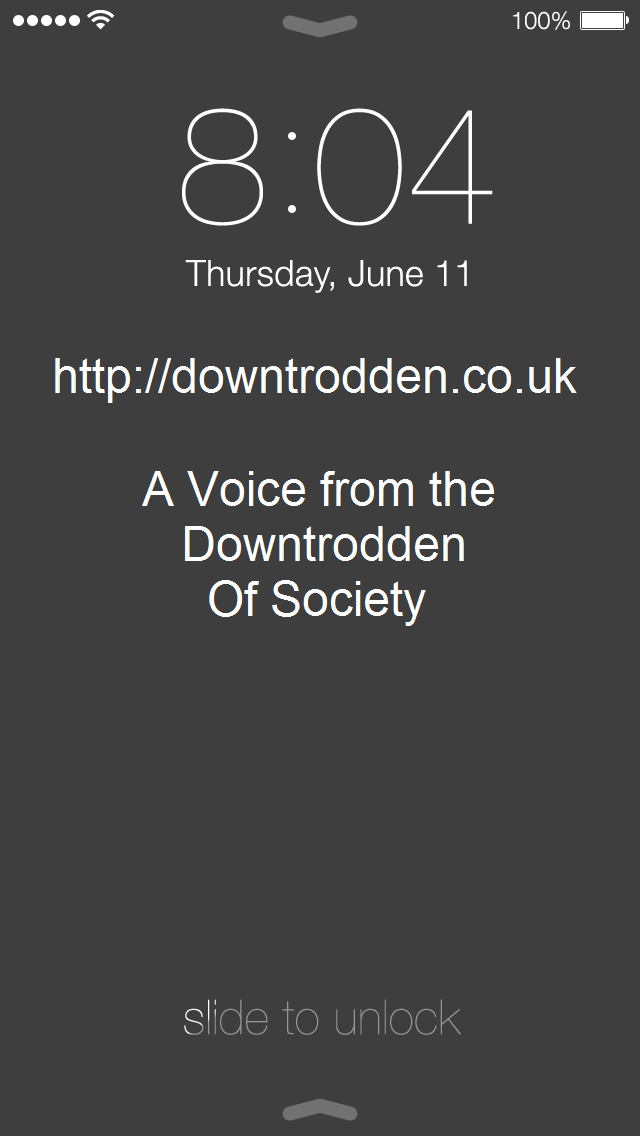 100%
8:04
Thursday, June 11
http://downtrodden.co.uk
A Voice from the
Downtrodden
Of Society
slide to unlock